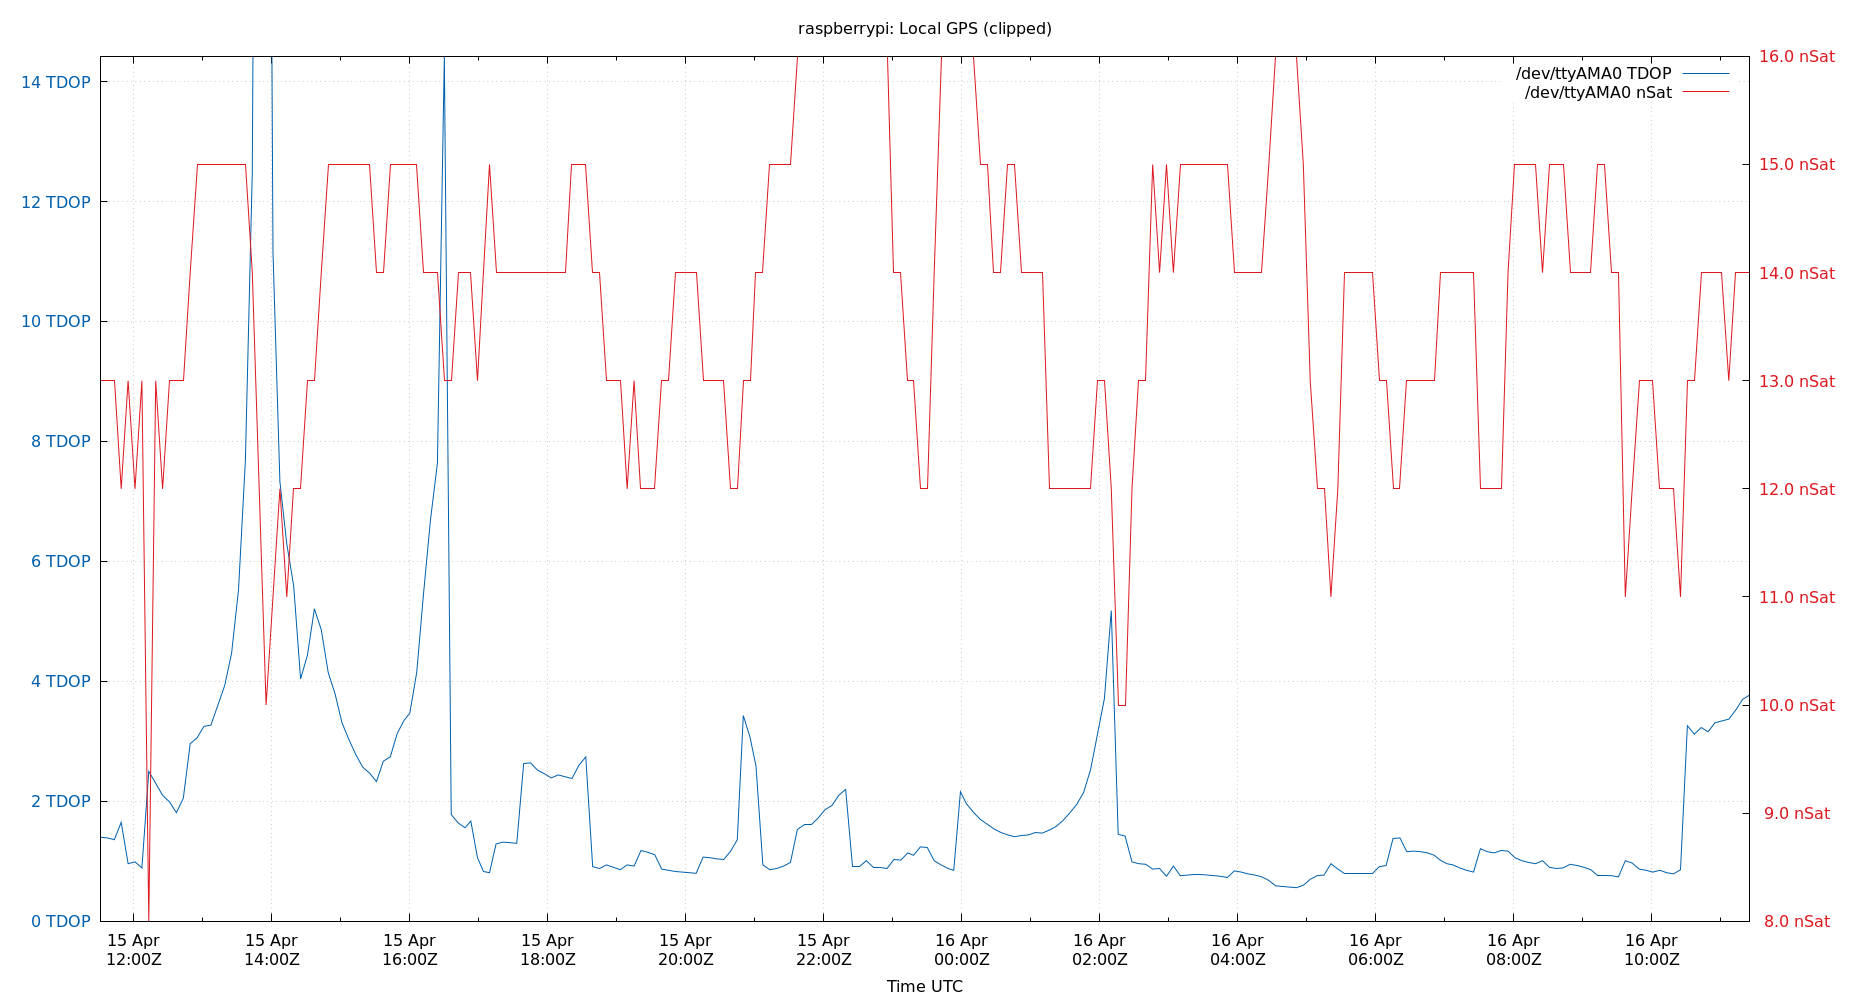 raspberrypi: Local GPS (clipped)
/dev/ttyAMA0 TDOP
/dev/ttyAMA0 nSat
14 TDOP
12 TDOP
10 TDOP
8 TDOP
6 TDOP
4 TDOP
2 TDOP
0 TDOP
16.0 nSat
15.0 nSat
14.0 nSat
13.0 nSat
12.0 nSat
11.0 nSat
10.0 nSat
9.0 nSat
8.0 nSat
15 Apr
12:00Z
15 Apr
14:00Z
15 Apr
16:00Z
15 Apr
18:00Z
15 Apr
20:00Z
15 Apr
22:00Z
16 Apr
00:00Z
16 Apr
02:00Z
16 Apr
04:00Z
16 Apr
06:00Z
16 Apr
08:00Z
16 Apr
10:00Z
Time UTC